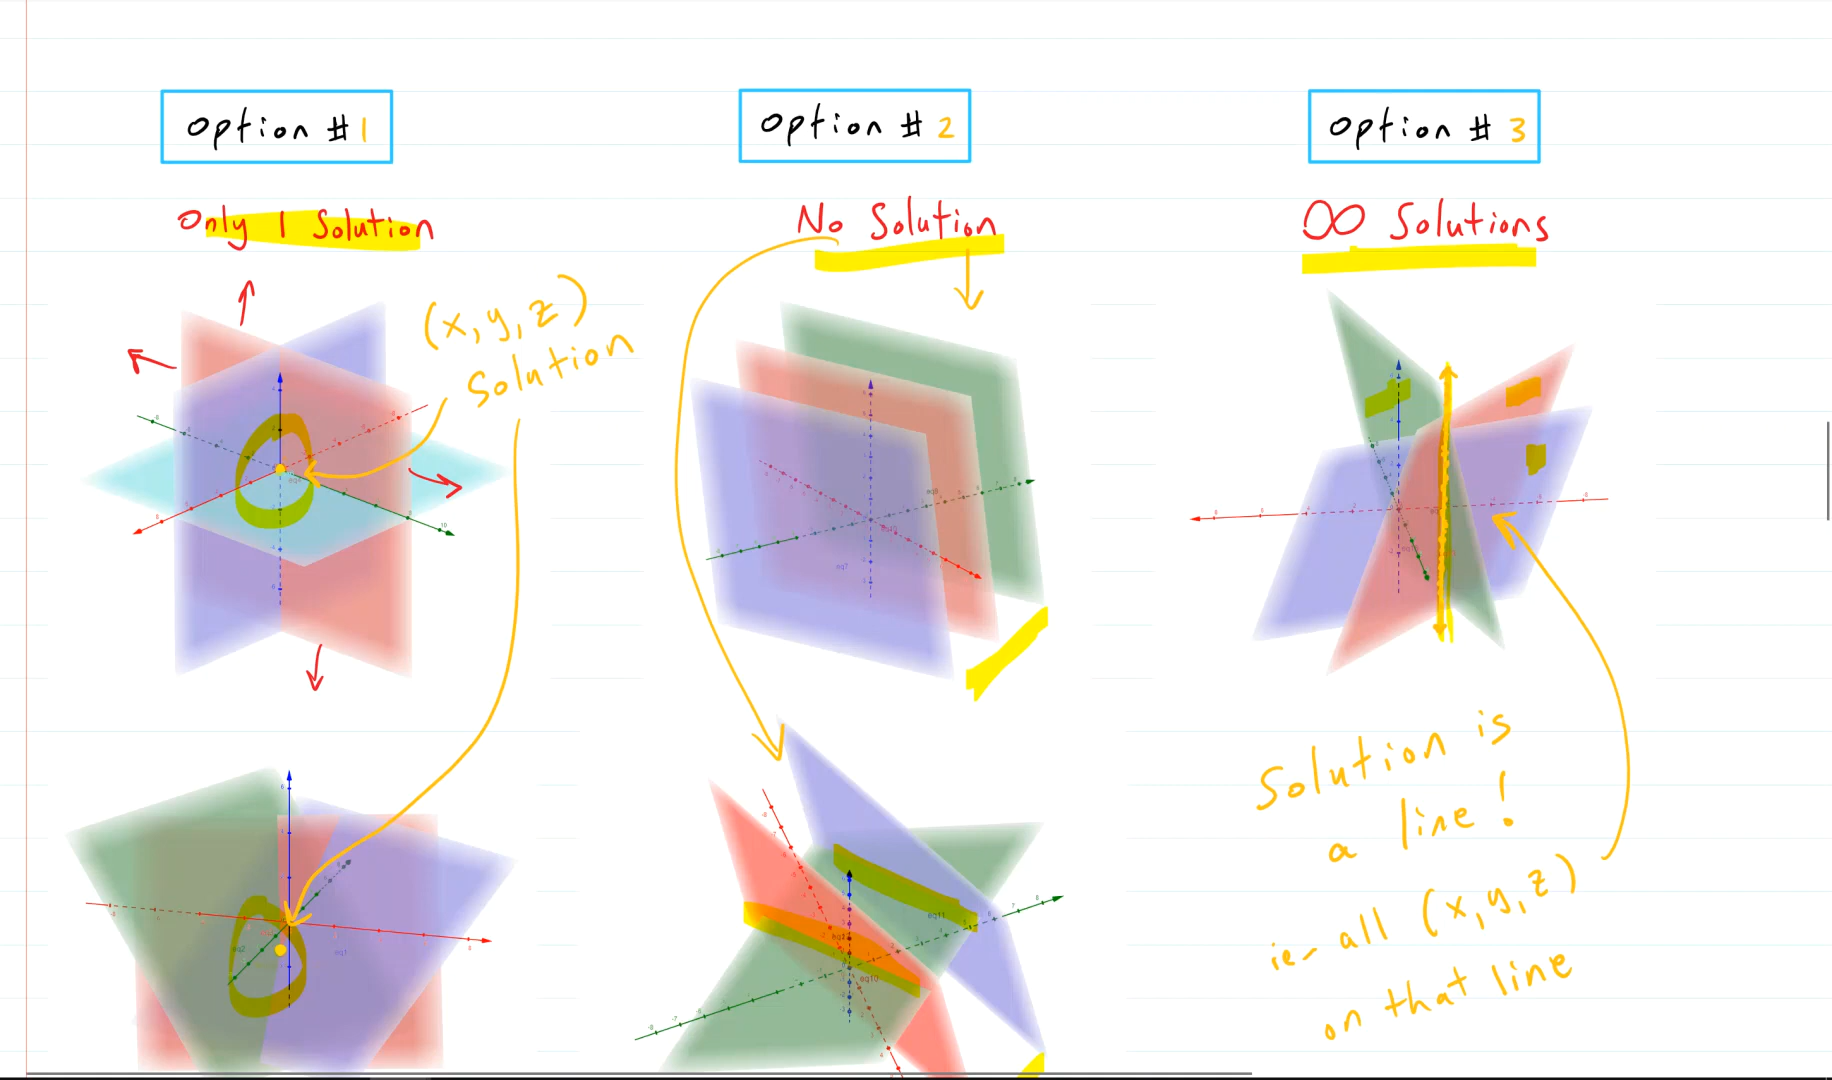 Option #1
Only 1 Solution
(x, y, z)
Solution
Option # 2
No Solution
Option # 3
∞ Solutions
Solution is
a line!
ie- all (x, y, z)
on that line